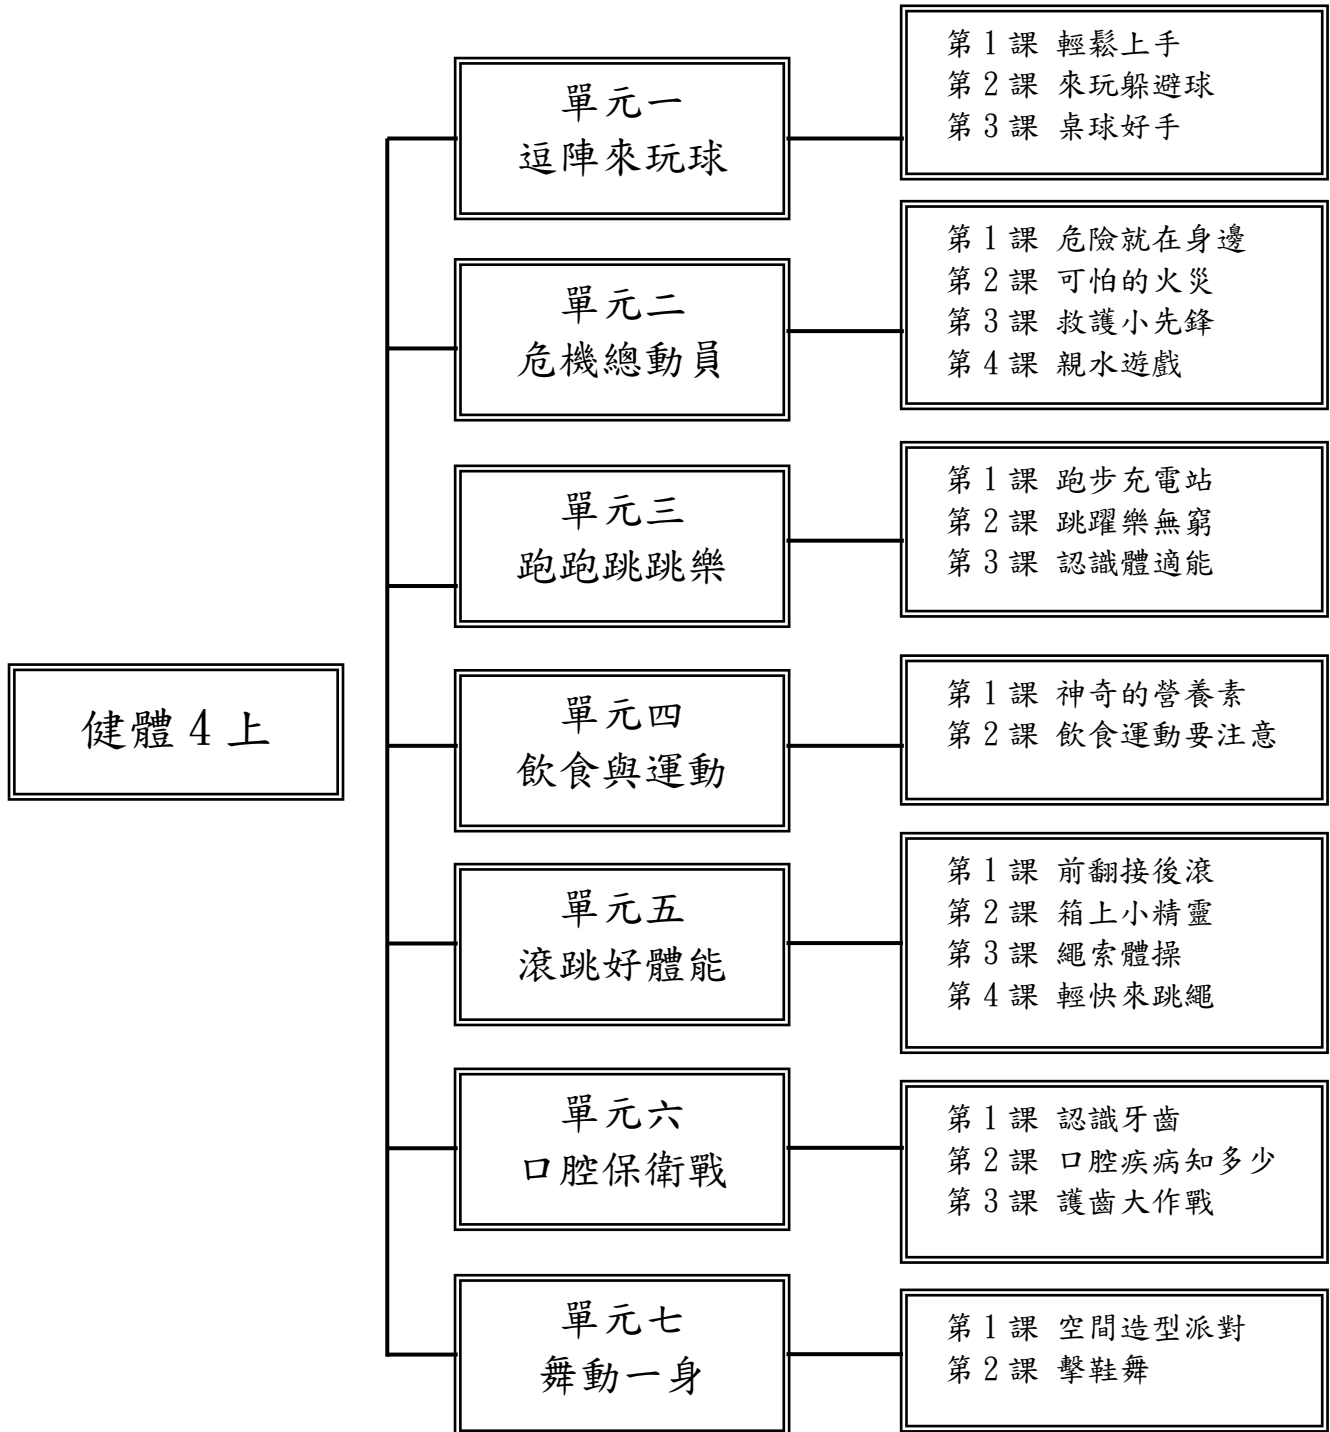 健體4上
單元一
逗陣來玩球
第1課 輕鬆上手
第2課 來玩躲避球
第3課 桌球好手
單元二
危機總動員
第1課 危險就在身邊
第2課 可怕的火災
第3課 救護小先鋒
第4課 親水遊戲
單元三
跑跑跳跳樂
第1課 跑步充電站
第2課 跳躍樂無窮
第3課 認識體適能
單元四
飲食與運動
第1課 神奇的營養素
第2課 飲食運動要注意
單元五
滾跳好體能
第1課 前翻接後滾
第2課 箱上小精靈
第3課 繩索體操
第4課 輕快來跳繩
單元六
口腔保衛戰
第1課 認識牙齒
第2課 口腔疾病知多少
第3課 護齒大作戰
單元七
舞動一身
第1課 空間造型派對
第2課 擊鞋舞